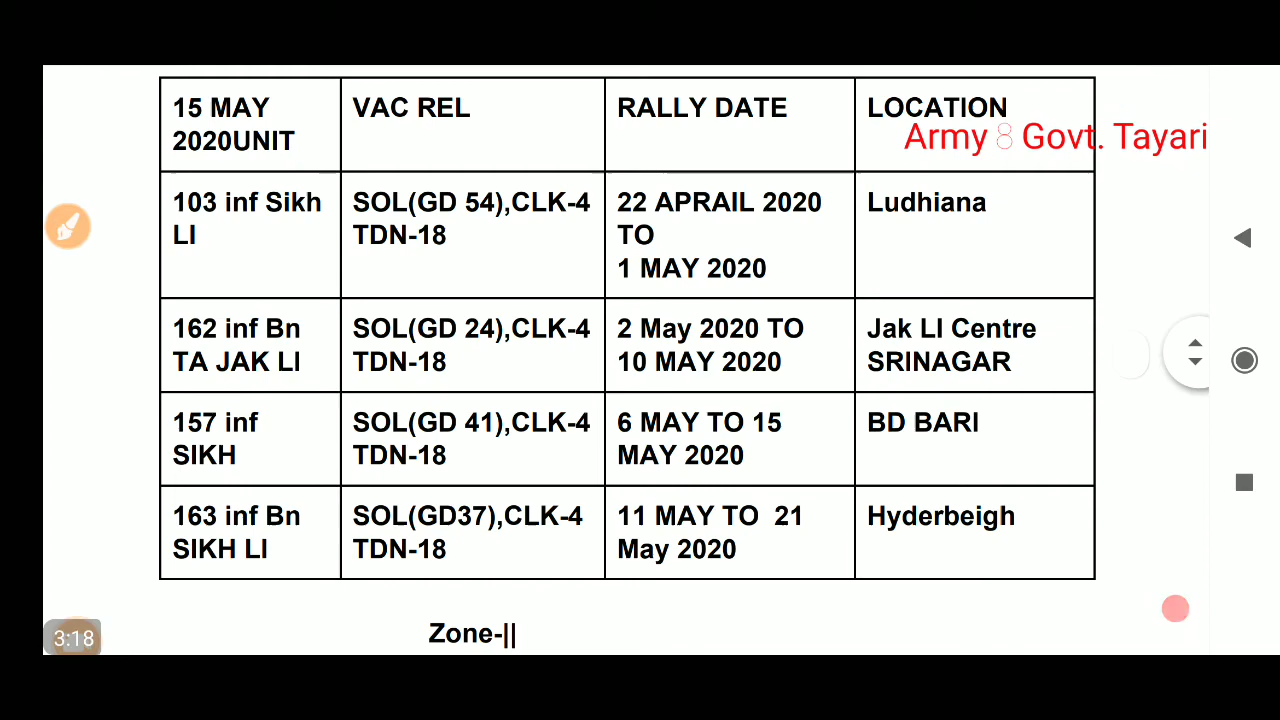 15 MAY
2020UNIT
VAC REL
RALLY DATE
LOCATION
Army 8 Govt. Tayari
103 inf Sikh
LI
SOL(GD 54),CLK-4
TDN-18
22 APRAIL 2020
TO
1 MAY 2020
Ludhiana
162 inf Bn
TA JAK LI
SOL(GD 24),CLK-4
TDN-18
2 May 2020 TO
10 MAY 2020
Jak LI Centre
SRINAGAR
157 inf
SIKH
SOL(GD 41),CLK-4
TDN-18
6 MAY TO 15
MAY 2020
BD BARI
163 inf Bn
SIKH LI
SOL(GD37),CLK-4
TDN-18
11 MAY TO  21
May 2020
Hyderbeigh
Zone-||
3:18